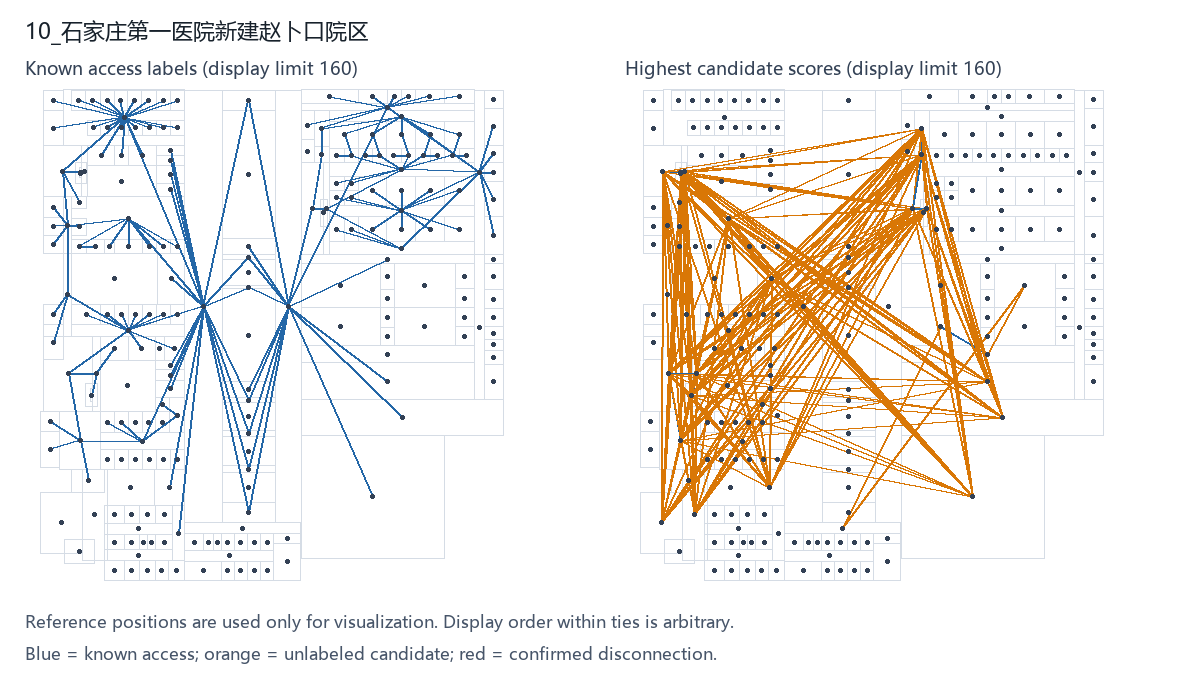 10_石家庄第一医院新建赵卜口院区
Known access labels (display limit 160)
Highest candidate scores (display limit 160)
Reference positions are used only for visualization. Display order within ties is arbitrary.
Blue = known access; orange = unlabeled candidate; red = confirmed disconnection.